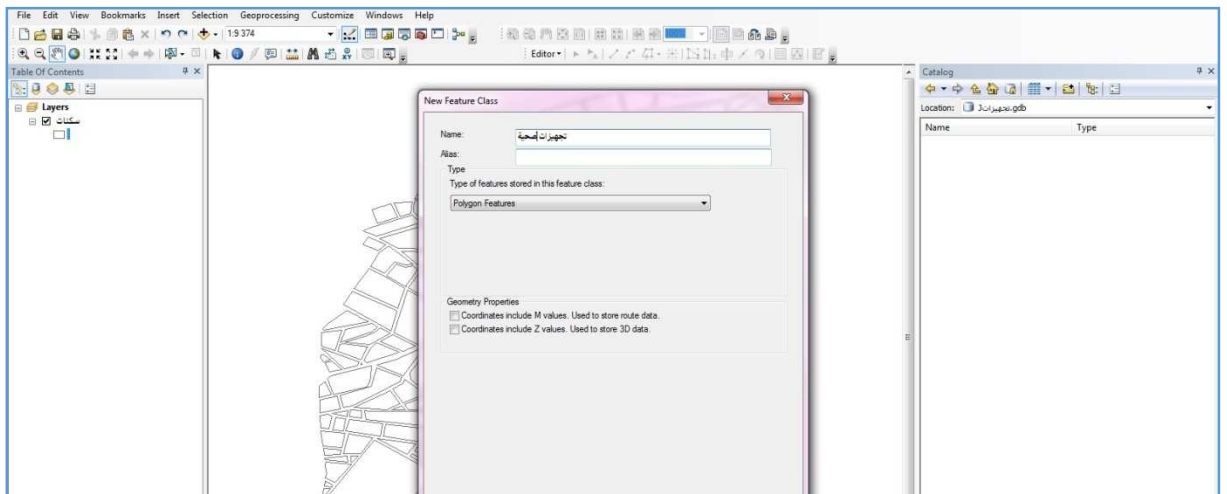 File Edit View Bookmarks Insert Selection Geoprocessing Customize Windows Help
1:9 374
Editor
Table Of Contents
Layers
سكنات
New Feature Class
Name: تجهيزات صحية
Alias:
Type
Type of features stored in this feature class:
Polygon Features
Geometry Properties
Coordinates include M values. Used to store route data.
Coordinates include Z values. Used to store 3D data.
Catalog
Location: تجهيزات3.gdb
Name Type